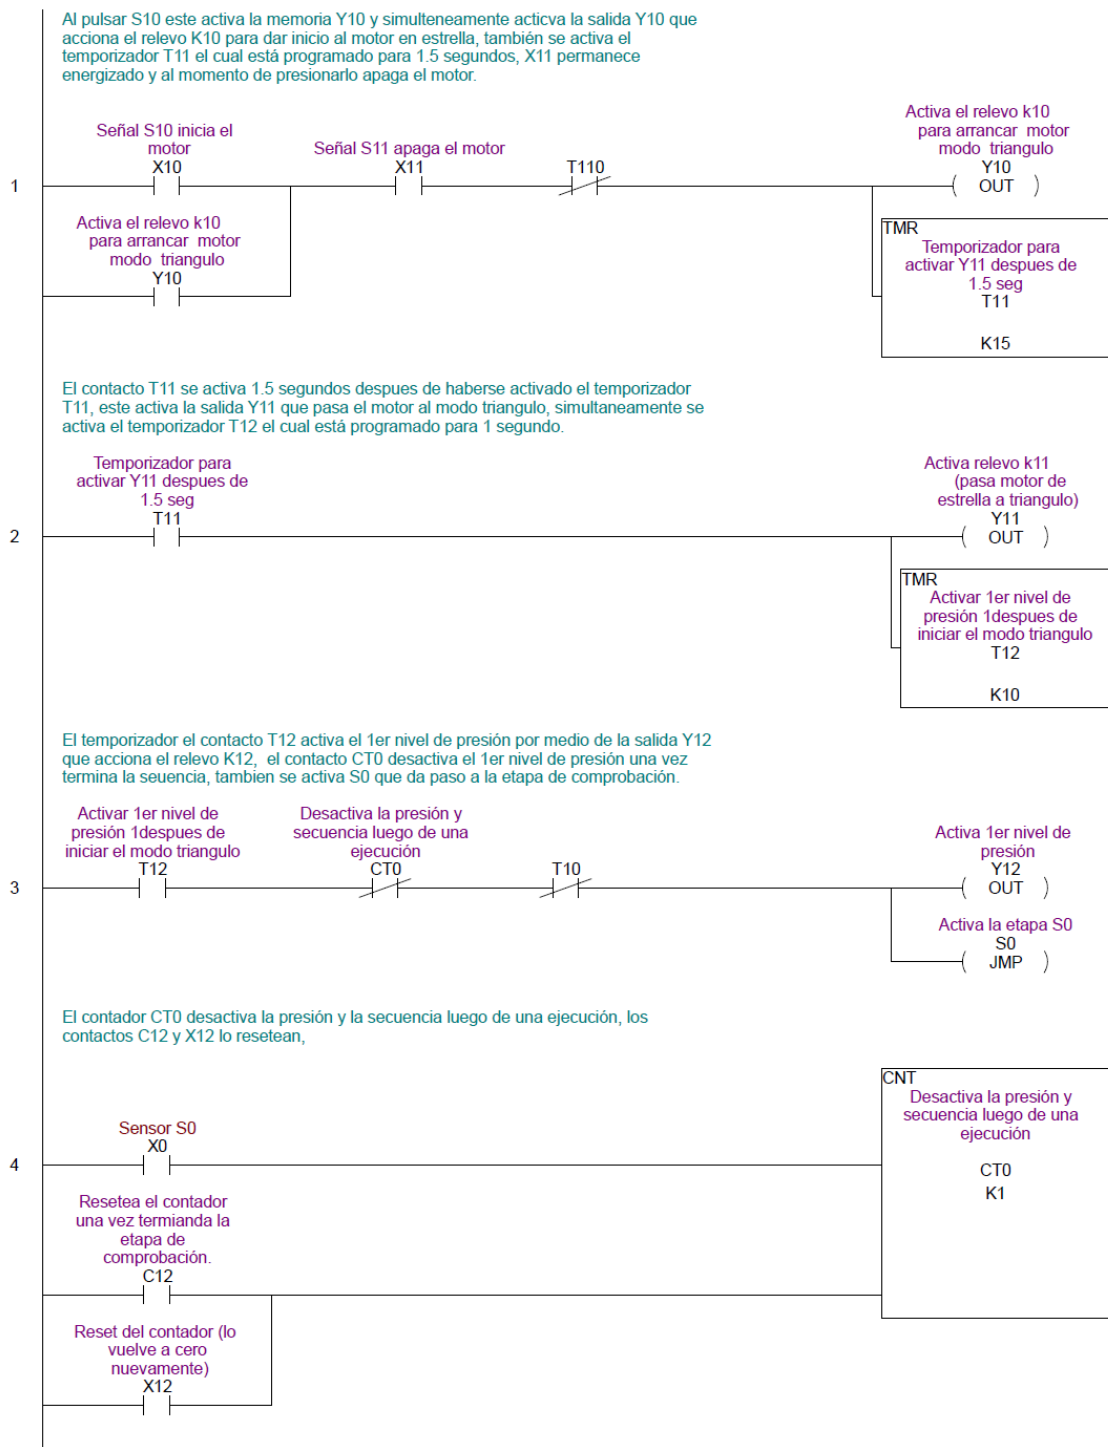 Al pulsar S10 este activa la memoria Y10 y simulteneamente acticva la salida Y10 que
acciona el relevo K10 para dar inicio al motor en estrella, también se activa el
temporizador T11 el cual está programado para 1.5 segundos, X11 permanece
energizado y al momento de presionarlo apaga el motor.
Señal S10 inicia el
motor
X10
Señal S11 apaga el motor
X11
T110
Activa el relevo k10
para arrancar motor
modo triangulo
Y10
OUT
1
Activa el relevo k10
para arrancar motor
modo triangulo
Y10
TMR
Temporizador para
activar Y11 despues de
1.5 seg
T11
K15
El contacto T11 se activa 1.5 segundos despues de haberse activado el temporizador
T11, este activa la salida Y11 que pasa el motor al modo triangulo, simultaneamente se
activa el temporizador T12 el cual está programado para 1 segundo.
Temporizador para
activar Y11 despues de
1.5 seg
T11
Activa relevo k11
(pasa motor de
estrella a triangulo)
Y11
OUT
2
TMR
Activar 1er nivel de
presión 1despues de
iniciar el modo triangulo
T12
K10
El temporizador el contacto T12 activa el 1er nivel de presión por medio de la salida Y12
que acciona el relevo K12, el contacto CT0 desactiva el 1er nivel de presión una vez
termina la seuencia, tambien se activa S0 que da paso a la etapa de comprobación.
Activar 1er nivel de
presión 1despues de
iniciar el modo triangulo
T12
Desactiva la presión y
secuencia luego de una
ejecución
CT0
T10
Activa 1er nivel de
presión
Y12
OUT
3
Activa la etapa S0
S0
JMP
El contador CT0 desactiva la presión y la secuencia luego de una ejecución, los
contactos C12 y X12 lo resetean,
CNT
Desactiva la presión y
secuencia luego de una
ejecución
CT0
K1
Sensor S0
X0
4
Resetea el contador
una vez termianda la
etapa de
comprobación.
C12
Reset del contador (lo
vuelve a cero
nuevamente)
X12